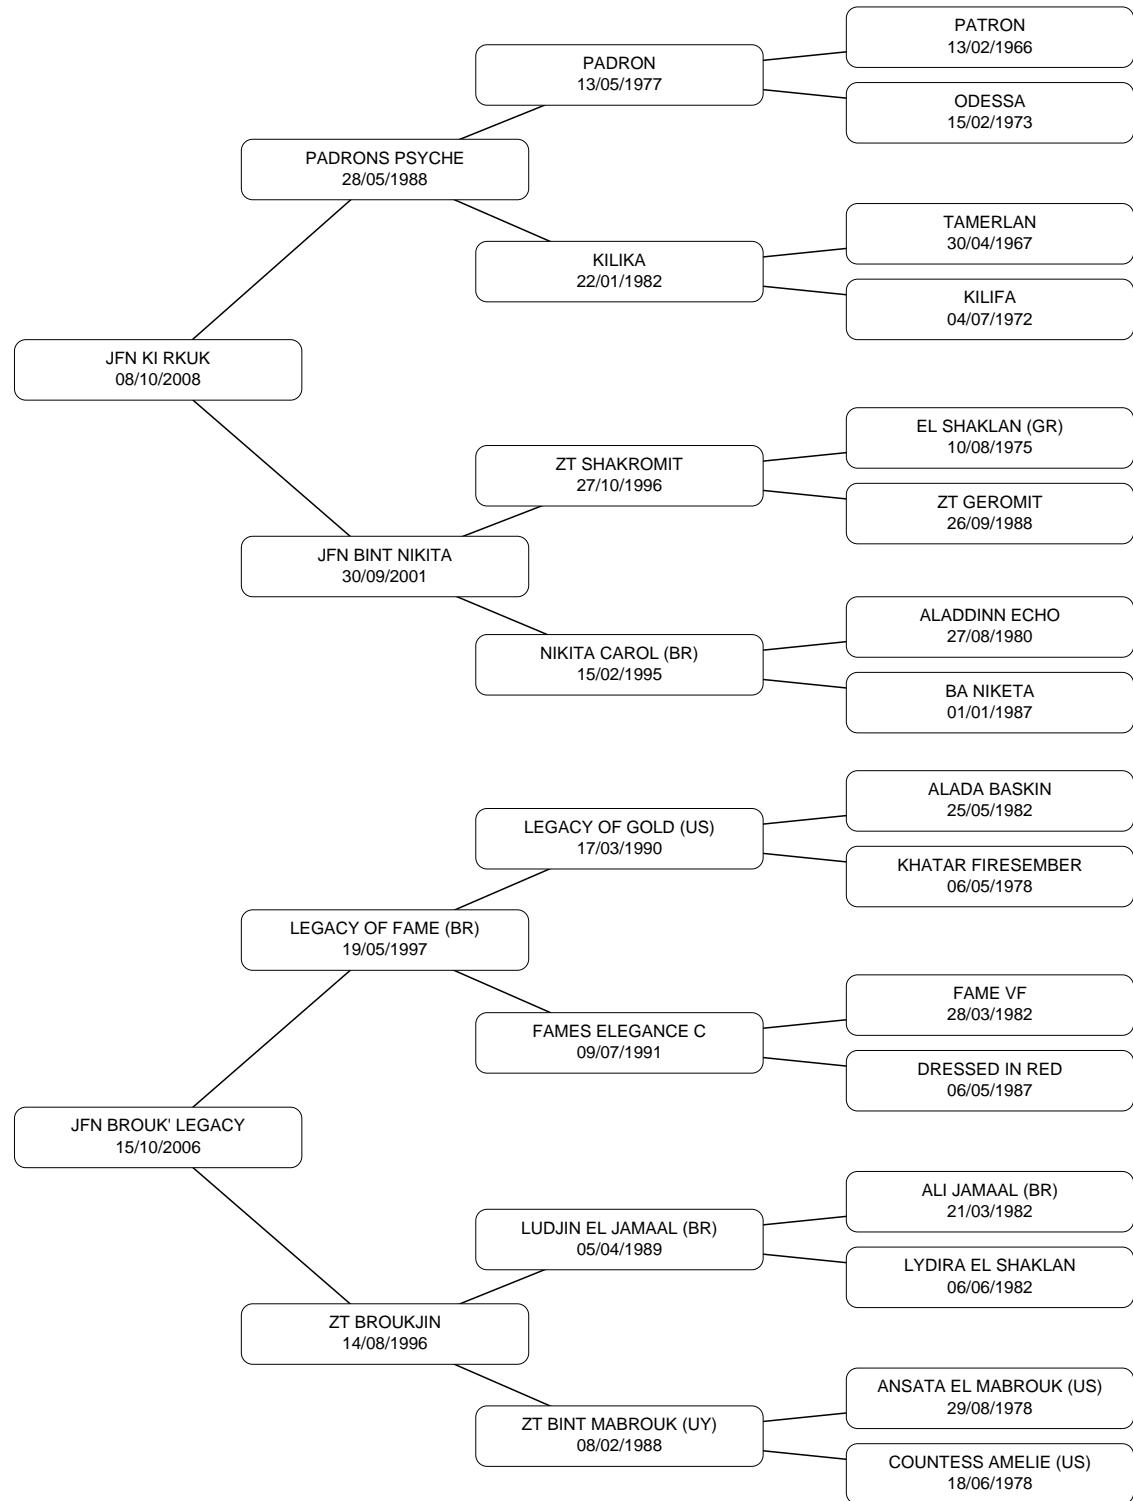 PATRON
13/02/1966
PADRON
13/05/1977
ODESSA
15/02/1973
PADRONS PSYCHE
28/05/1988
TAMERLAN
30/04/1967
KILIKA
22/01/1982
KILIFA
04/07/1972
JFN KI RKUK
08/10/2008
EL SHAKLAN (GR)
10/08/1975
ZT SHAKROMIT
27/10/1996
ZT GEROMIT
26/09/1988
JFN BINT NIKITA
30/09/2001
ALADDINN ECHO
27/08/1980
NIKITA CAROL (BR)
15/02/1995
BA NIKETA
01/01/1987
ALADA BASKIN
25/05/1982
LEGACY OF GOLD (US)
17/03/1990
KHATAR FIRESEMBER
06/05/1978
LEGACY OF FAME (BR)
19/05/1997
FAME VF
28/03/1982
FAMES ELEGANCE C
09/07/1991
DRESSED IN RED
06/05/1987
JFN BROUK' LEGACY
15/10/2006
ALI JAMAAL (BR)
21/03/1982
LUDJIN EL JAMAAL (BR)
05/04/1989
LYDIRA EL SHAKLAN
06/06/1982
ZT BROUKJIN
14/08/1996
ANSATA EL MABROUK (US)
29/08/1978
ZT BINT MABROUK (UY)
08/02/1988
COUNTESS AMELIE (US)
18/06/1978